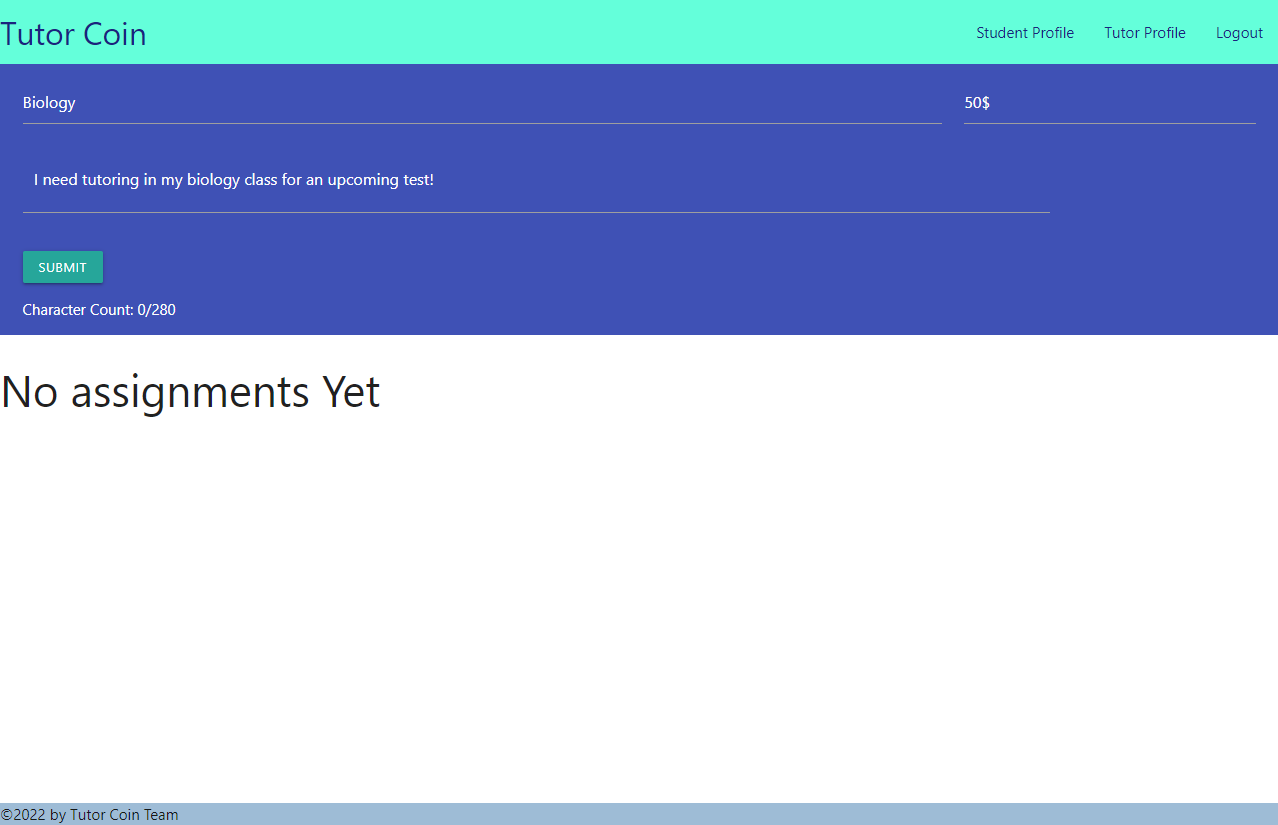 Tutor Coin
Student Profile Tutor Profile Logout
Biology 50$
I need tutoring in my biology class for an upcoming test!
SUBMIT
Character Count: 0/280
No assignments Yet
©2022 by Tutor Coin Team